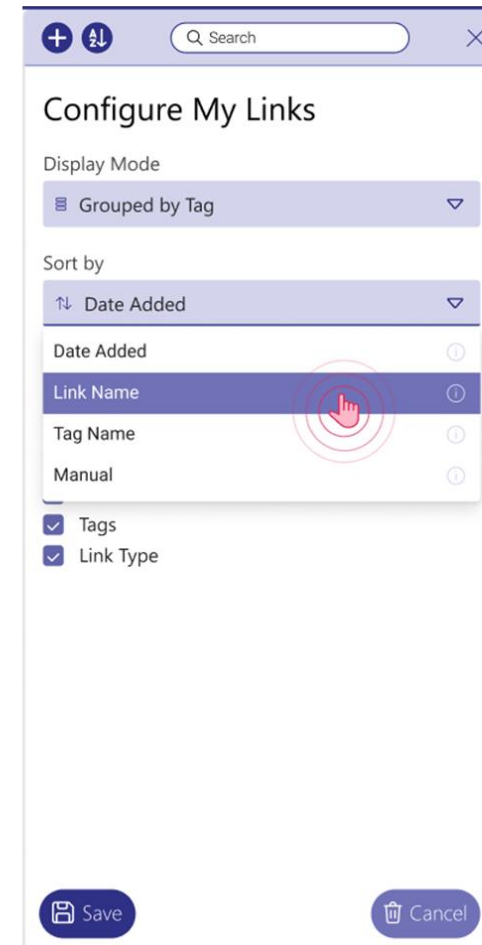 Search
Configure My Links
Display Mode
Grouped by Tag
Sort by
Date Added
Date Added
Link Name
Tag Name
Manual
Tags
Link Type
Save
Cancel